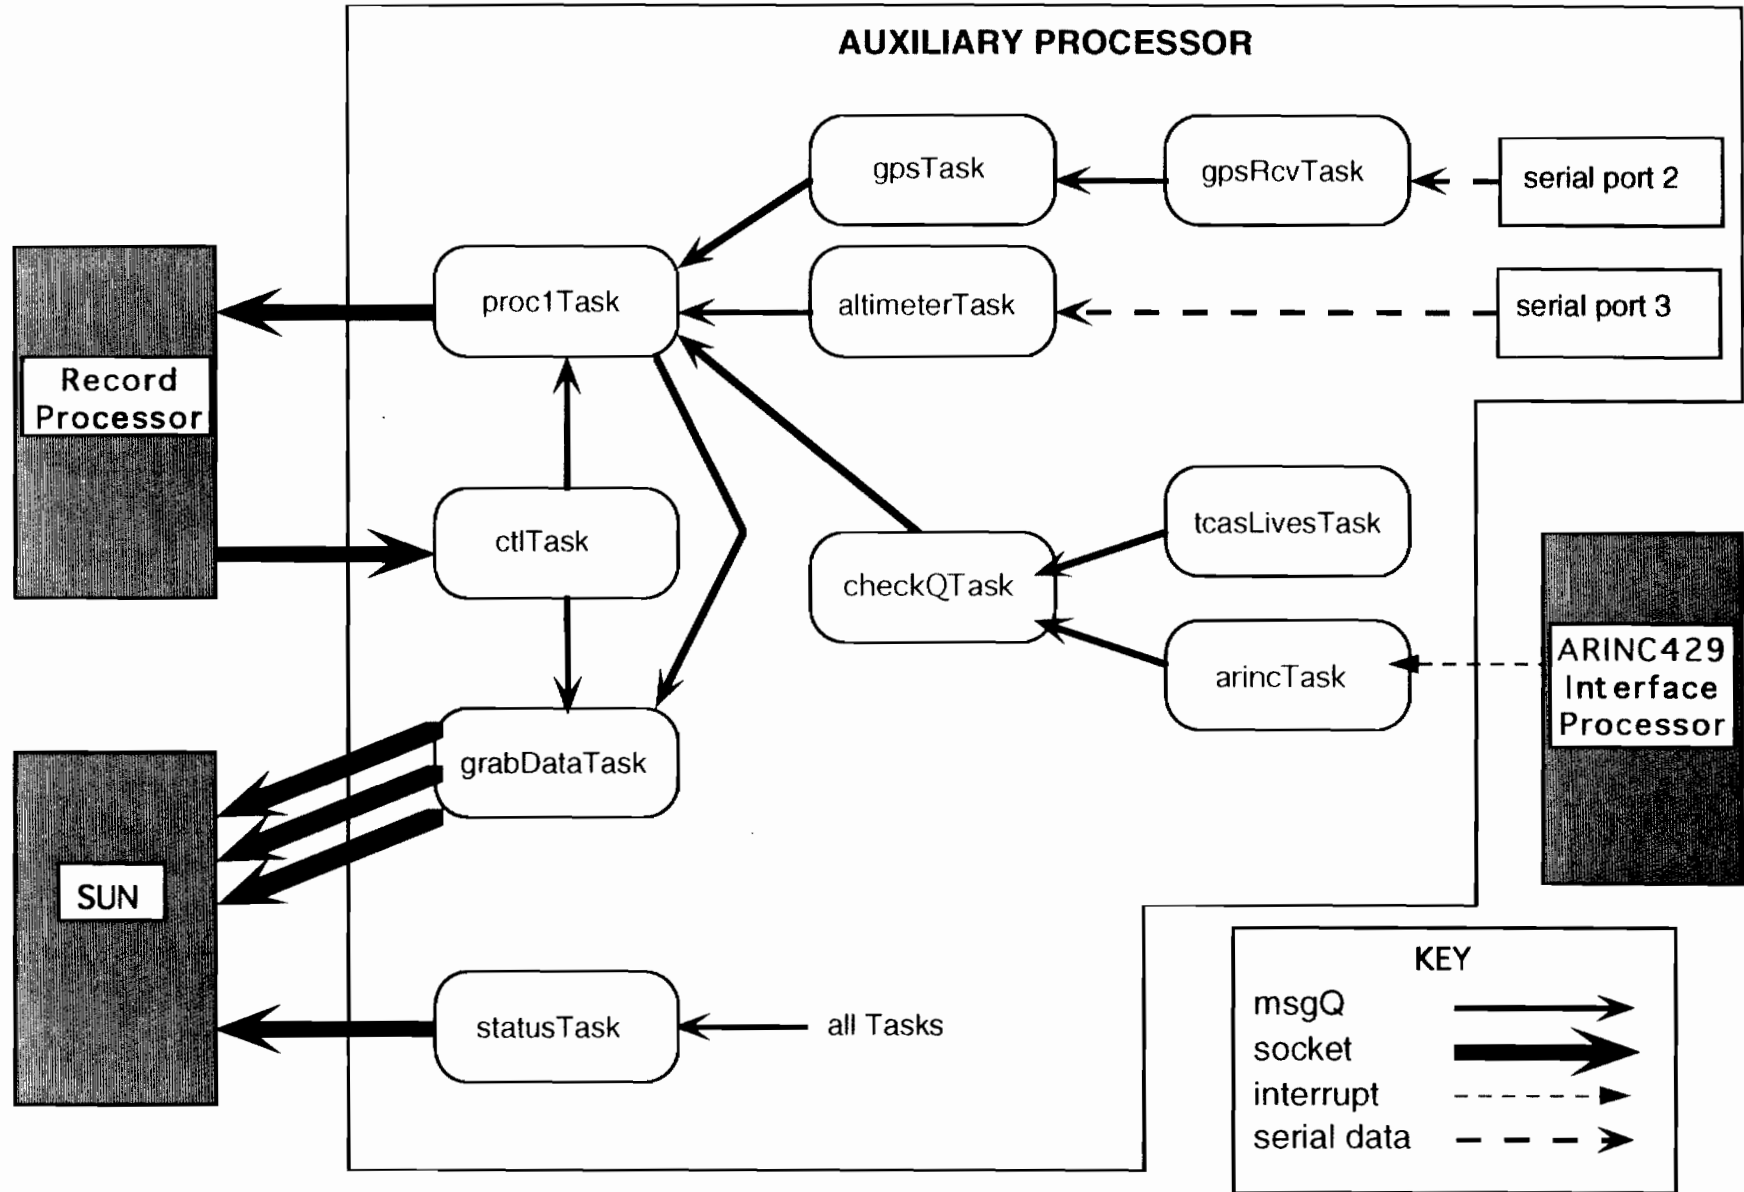 AUXILIARY PROCESSOR
gpsTask
gpsRcvTask
serial port 2
proc1Task
altimeterTask
serial port 3
Record
Processor
ctlTask
tcasLivesTask
checkQTask
arincTask
ARINC429
Interface
Processor
grabDataTask
SUN
statusTask
all Tasks
KEY
msgQ
socket
interrupt
serial data